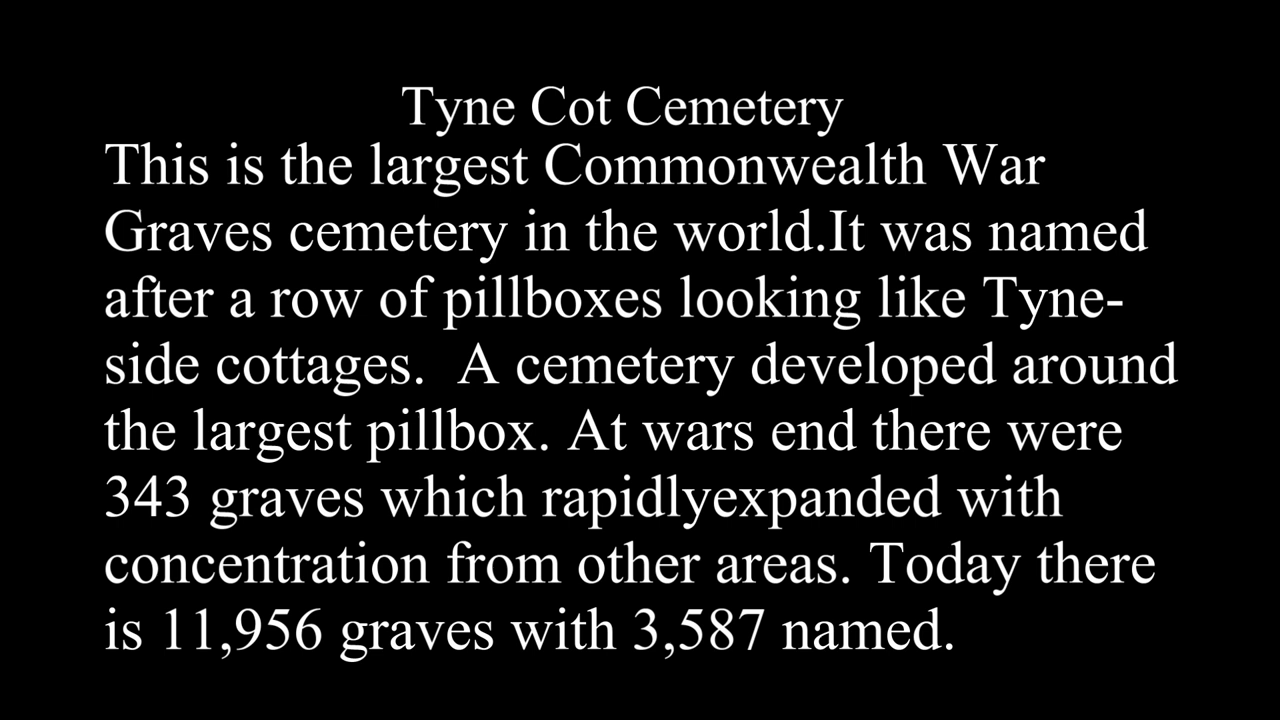 Tyne Cot Cemetery
This is the largest Commonwealth War
Graves cemetery in the world.It was named
after a row of pillboxes looking like Tyne-
side cottages.  A cemetery developed around
the largest pillbox. At wars end there were
343 graves which rapidlyexpanded with
concentration from other areas. Today there
is 11,956 graves with 3,587 named.